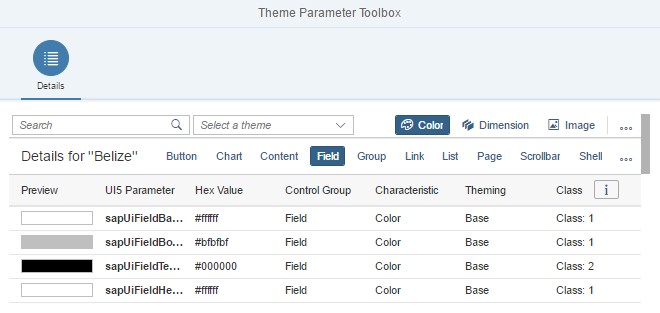 Theme Parameter Toolbox
Details
Search Select a theme Color Dimension Image ...
Details for "Belize" Button Chart Content Field Group Link List Page Scrollbar Shell ...
Preview UI5 Parameter Hex Value Control Group Characteristic Theming Class i
sapUiFieldBa... #ffffff Field Color Base Class: 1
sapUiFieldBo... #bfbfbf Field Color Base Class: 1
sapUiFieldTe... #000000 Field Color Base Class: 2
sapUiFieldHe... #ffffff Field Color Base Class: 1